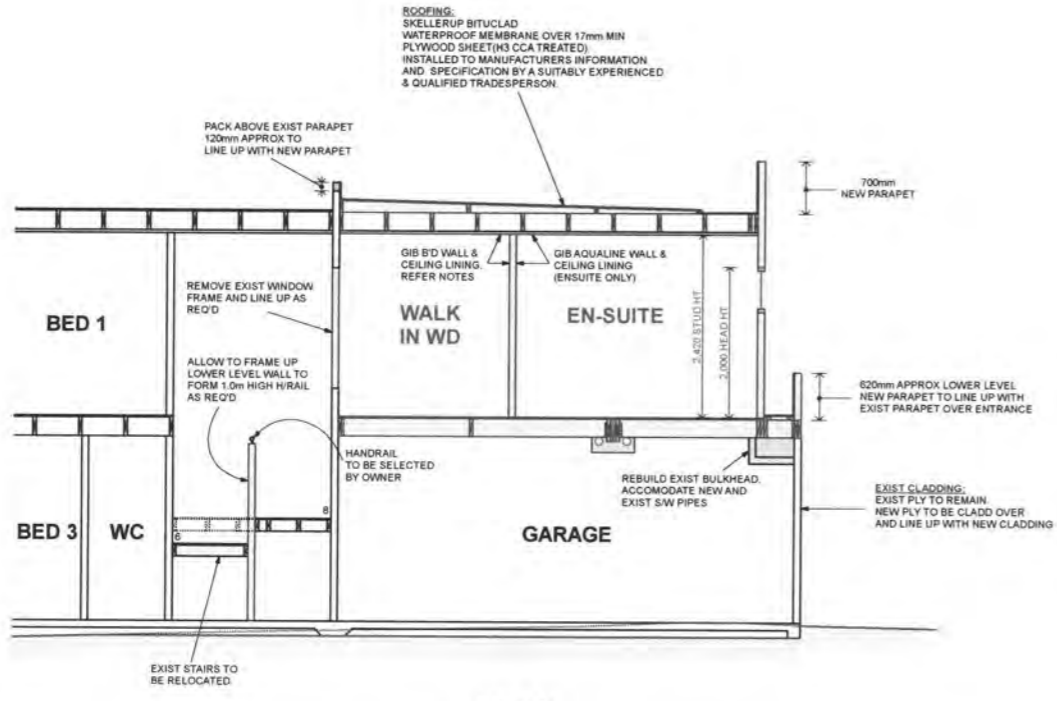 ROOFING:
SKELLERUP BITUCLAD
WATERPROOF MEMBRANE OVER 17mm MIN
PLYWOOD SHEET(H3 CCA TREATED)
INSTALLED TO MANUFACTURERS INFORMATION
AND SPECIFICATION BY A SUITABLY EXPERIENCED
& QUALIFIED TRADESPERSON.
PACK ABOVE EXIST PARAPET
120mm APPROX TO
LINE UP WITH NEW PARAPET
700mm
NEW PARAPET
GIB B'D WALL &
CEILING LINING.
REFER NOTES
GIB AQUALINE WALL &
CEILING LINING
(ENSUITE ONLY)
REMOVE EXIST WINDOW
FRAME AND LINE UP AS
REQ'D
BED 1
WALK
IN WD
EN-SUITE
2,420 STUD HT
2,000 HEAD HT
ALLOW TO FRAME UP
LOWER LEVEL WALL TO
FORM 1.0m HIGH H/RAIL
AS REQ'D
620mm APPROX LOWER LEVEL
NEW PARAPET TO LINE UP WITH
EXIST PARAPET OVER ENTRANCE
HANDRAIL
TO BE SELECTED
BY OWNER
REBUILD EXIST BULKHEAD.
ACCOMODATE NEW AND
EXIST S/W PIPES
EXIST CLADDING:
EXIST PLY TO REMAIN.
NEW PLY TO BE CLADD OVER
AND LINE UP WITH NEW CLADDING
8
6
BED 3
WC
GARAGE
EXIST STAIRS TO
BE RELOCATED.